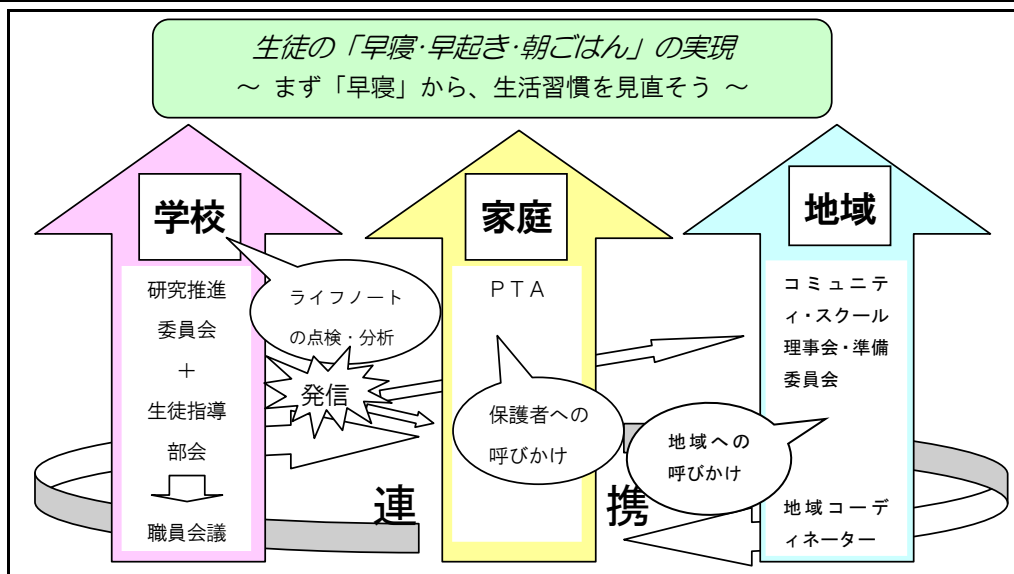 生徒の「早寝・早起き・朝ごはん」の実現
～ まず「早寝」から、生活習慣を見直そう ～
学校
研究推進
委員会
＋
生徒指導
部会
職員会議
ライフノート
の点検・分析
発信
家庭
ＰＴＡ
保護者への
呼びかけ
地域
コミュニテ
ィ・スクール
理事会・準備
委員会
地域への
呼びかけ
地域コーデ
ィネーター
連 携